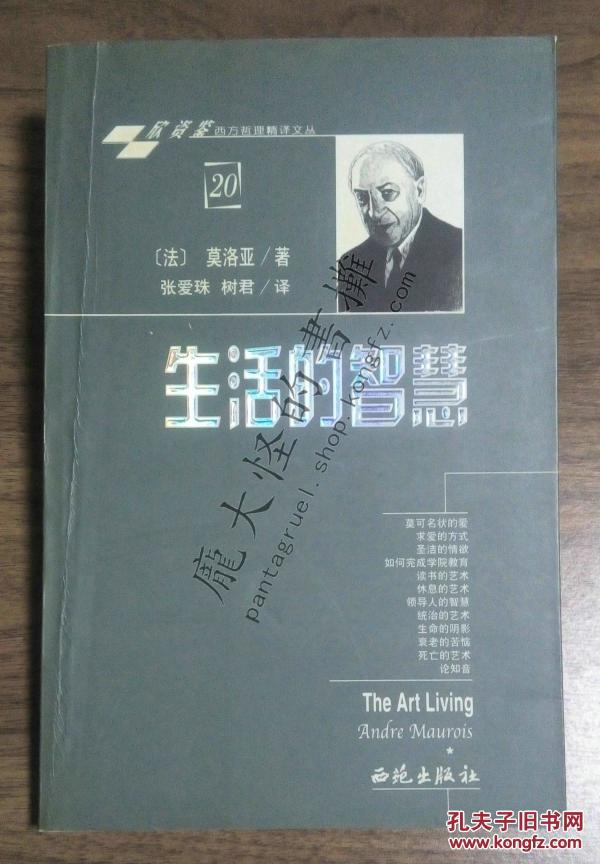 欣资鉴 西方哲理精译文丛
20
〔法〕 莫洛亚/著
张爱珠 树君/译
生活的智慧
莫可名状的爱
求爱的方式
圣洁的情欲
如何完成学院教育
读书的艺术
休息的艺术
领导人的智慧
统治的艺术
生命的阴影
衰老的苦恼
死亡的艺术
论知音
The Art Living
Andre Maurois
*
西苑出版社
龐大怪的書攤
pantagruel.shop.kongfz.com
孔夫子旧书网
www.kongfz.com